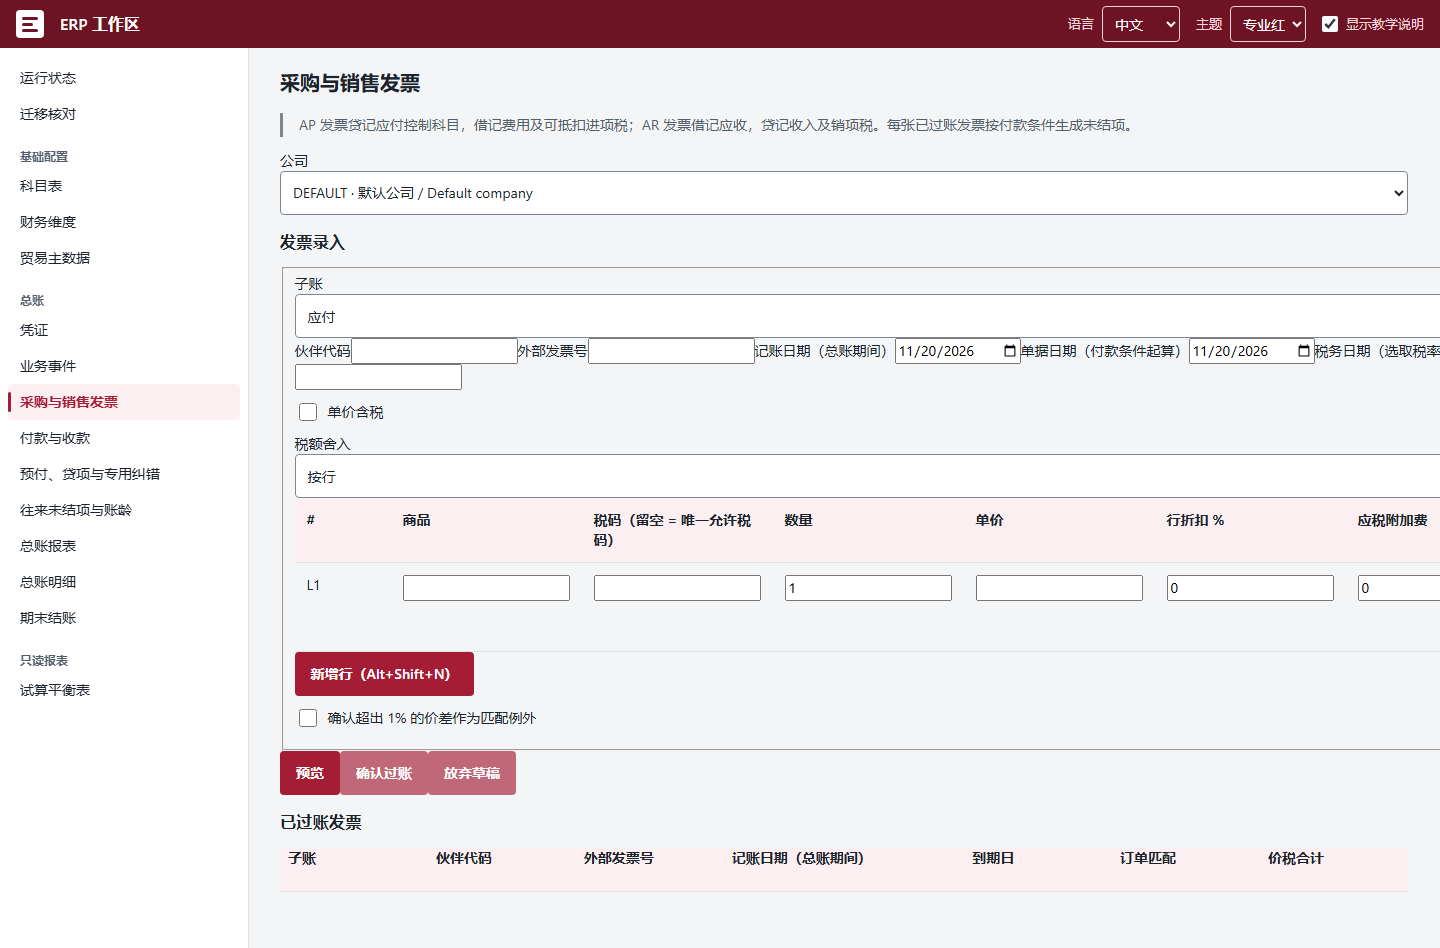 ERP 工作区
语言
中文
主题
专业红
显示教学说明
运行状态
迁移核对
基础配置
科目表
财务维度
贸易主数据
总账
凭证
业务事件
采购与销售发票
付款与收款
预付、贷项与专用纠错
往来未结项与账龄
总账报表
总账明细
期末结账
只读报表
试算平衡表
采购与销售发票
AP 发票贷记应付控制科目，借记费用及可抵扣进项税；AR 发票借记应收，贷记收入及销项税。每张已过账发票按付款条件生成未结项。
公司
DEFAULT · 默认公司 / Default company
发票录入
子账
应付
伙伴代码 外部发票号 记账日期（总账期间） 11/20/2026 单据日期（付款条件起算） 11/20/2026 税务日期（选取税率
单价含税
税额舍入
按行
# 商品 税码（留空 = 唯一允许税码） 数量 单价 行折扣 % 应税附加费
L1 1 0 0
新增行（Alt+Shift+N）
确认超出 1% 的价差作为匹配例外
预览 确认过账 放弃草稿
已过账发票
子账 伙伴代码 外部发票号 记账日期（总账期间） 到期日 订单匹配 价税合计